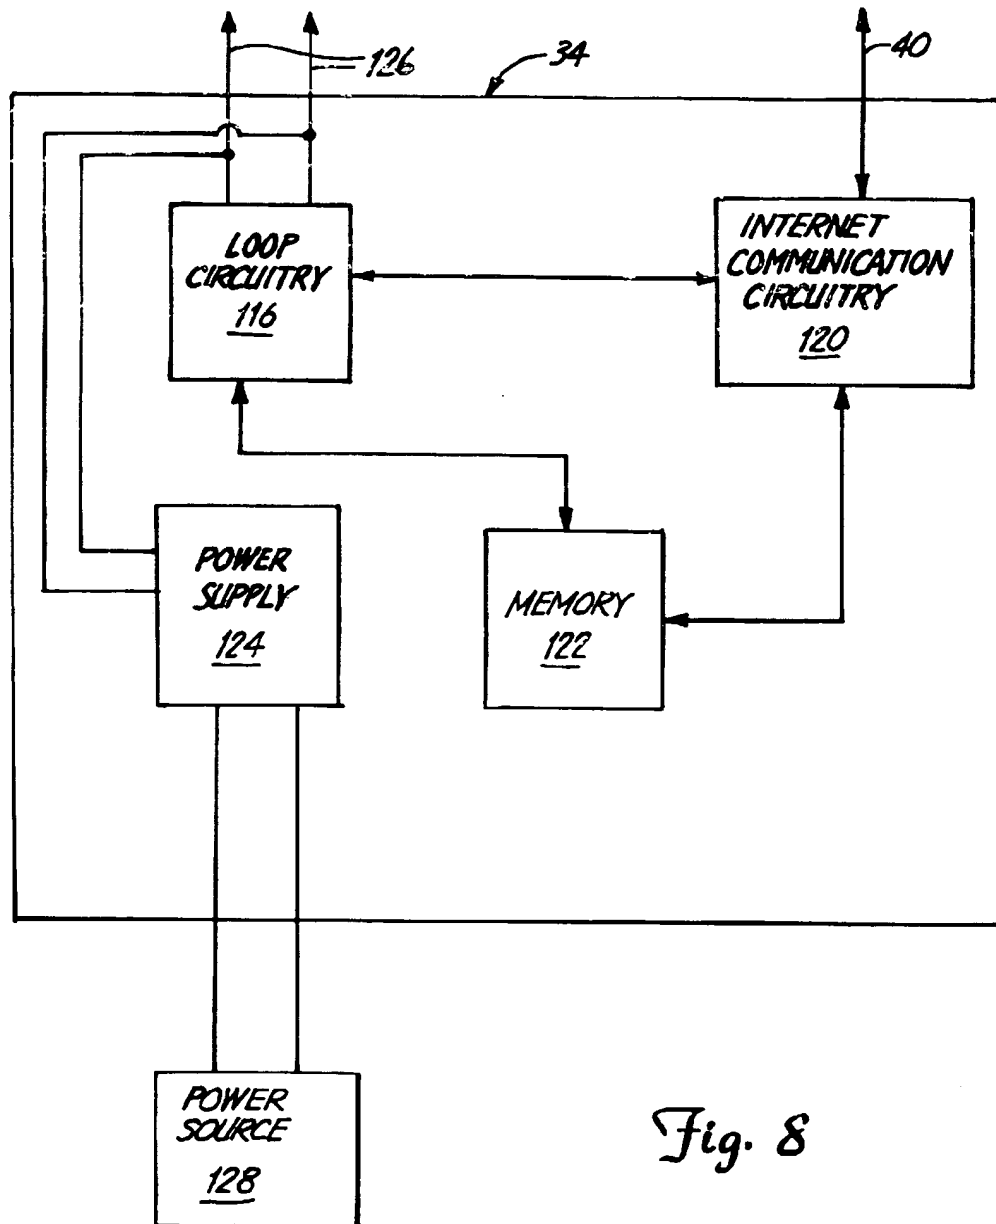 126
34
40
LOOP
CIRCUITRY
116
INTERNET
COMMUNICATION
CIRCUITRY
120
POWER
SUPPLY
124
MEMORY
122
POWER
SOURCE
128
Fig. 8